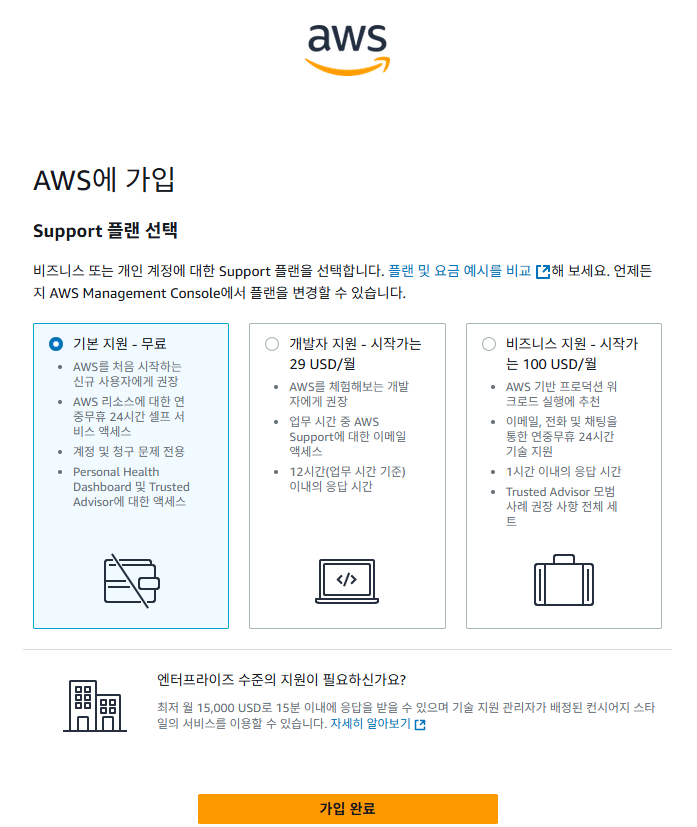 aws
AWS에 가입
Support 플랜 선택
비즈니스 또는 개인 계정에 대한 Support 플랜을 선택합니다. 플랜 및 요금 예시를 비교 해 보세요. 언제든
지 AWS Management Console에서 플랜을 변경할 수 있습니다.
기본 지원 - 무료
AWS를 처음 시작하는
신규 사용자에게 권장
AWS 리소스에 대한 연
중무휴 24시간 셀프 서
비스 액세스
계정 및 청구 문제 전용
Personal Health
Dashboard 및 Trusted
Advisor에 대한 액세스
개발자 지원 - 시작가는
29 USD/월
AWS를 체험해보는 개발
자에게 권장
업무 시간 중 AWS
Support에 대한 이메일
액세스
12시간(업무 시간 기준)
이내의 응답 시간
</>
비즈니스 지원 - 시작가
는 100 USD/월
AWS 기반 프로덕션 워
크로드 실행에 추천
이메일, 전화 및 채팅을
통한 연중무휴 24시간
기술 지원
1시간 이내의 응답 시간
Trusted Advisor 모범
사례 권장 사항 전체 세
트
엔터프라이즈 수준의 지원이 필요하신가요?
최저 월 15,000 USD로 15분 이내에 응답을 받을 수 있으며 기술 지원 관리자가 배정된 컨시어지 스타
일의 서비스를 이용할 수 있습니다. 자세히 알아보기
가입 완료